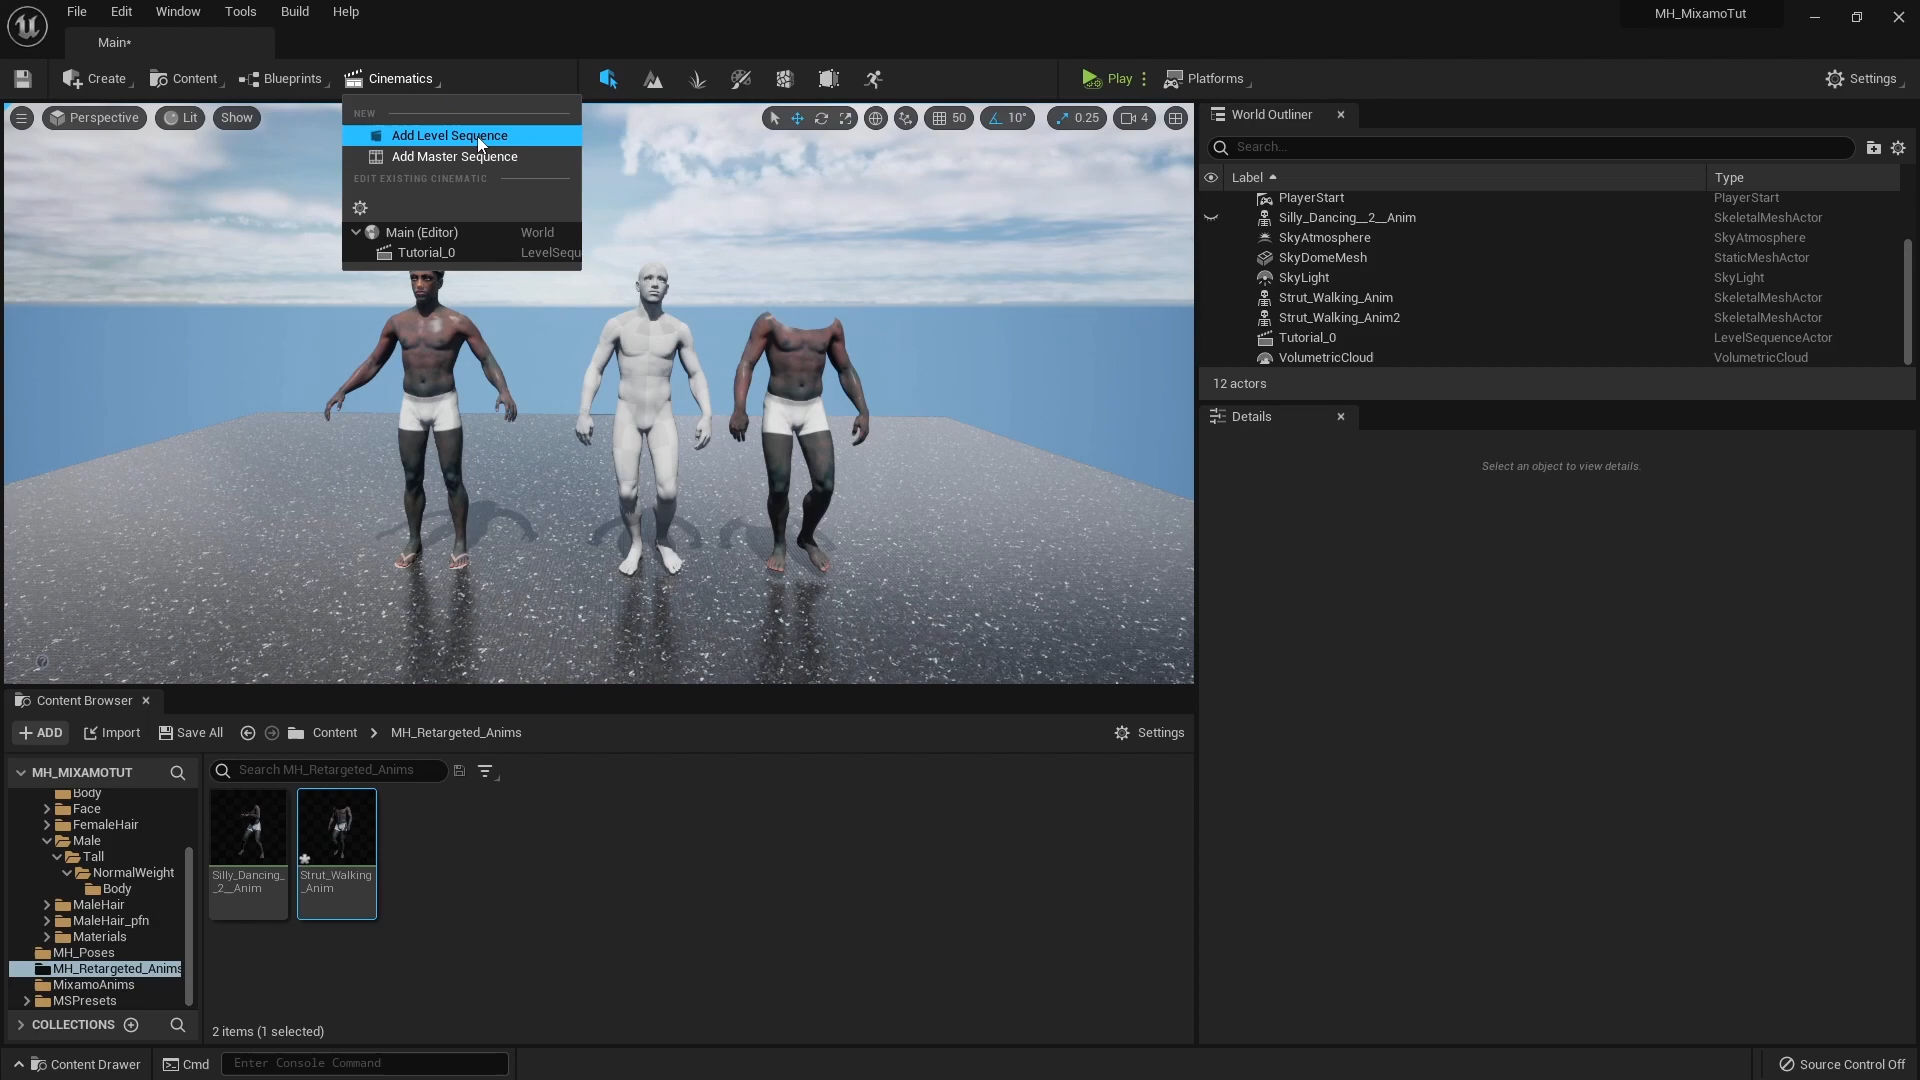 File Edit Window Tools Build Help
MH_MixamoTut
Main*
Create Content Blueprints Cinematics Play Platforms Settings
Perspective Lit Show 50 10° 0.25 4
NEW
Add Level Sequence
Add Master Sequence
EDIT EXISTING CINEMATIC
Main (Editor) World
Tutorial_0 LevelSequ
World Outliner
Search...
Label Type
PlayerStart PlayerStart
Silly_Dancing__2__Anim SkeletalMeshActor
SkyAtmosphere SkyAtmosphere
SkyDomeMesh StaticMeshActor
SkyLight SkyLight
Strut_Walking_Anim SkeletalMeshActor
Strut_Walking_Anim2 SkeletalMeshActor
Tutorial_0 LevelSequenceActor
VolumetricCloud VolumetricCloud
12 actors
Details
Select an object to view details.
Content Browser
ADD Import Save All Content MH_Retargeted_Anims Settings
MH_MIXAMOTUT
Body
Face
FemaleHair
Male
Tall
NormalWeight
Body
MaleHair
MaleHair_pfn
Materials
MH_Poses
MH_Retargeted_Anims
MixamoAnims
MSPresets
COLLECTIONS
Search MH_Retargeted_Anims
Silly_Dancing_
_2__Anim
Strut_Walking
_Anim
2 items (1 selected)
Content Drawer Cmd Enter Console Command Source Control Off